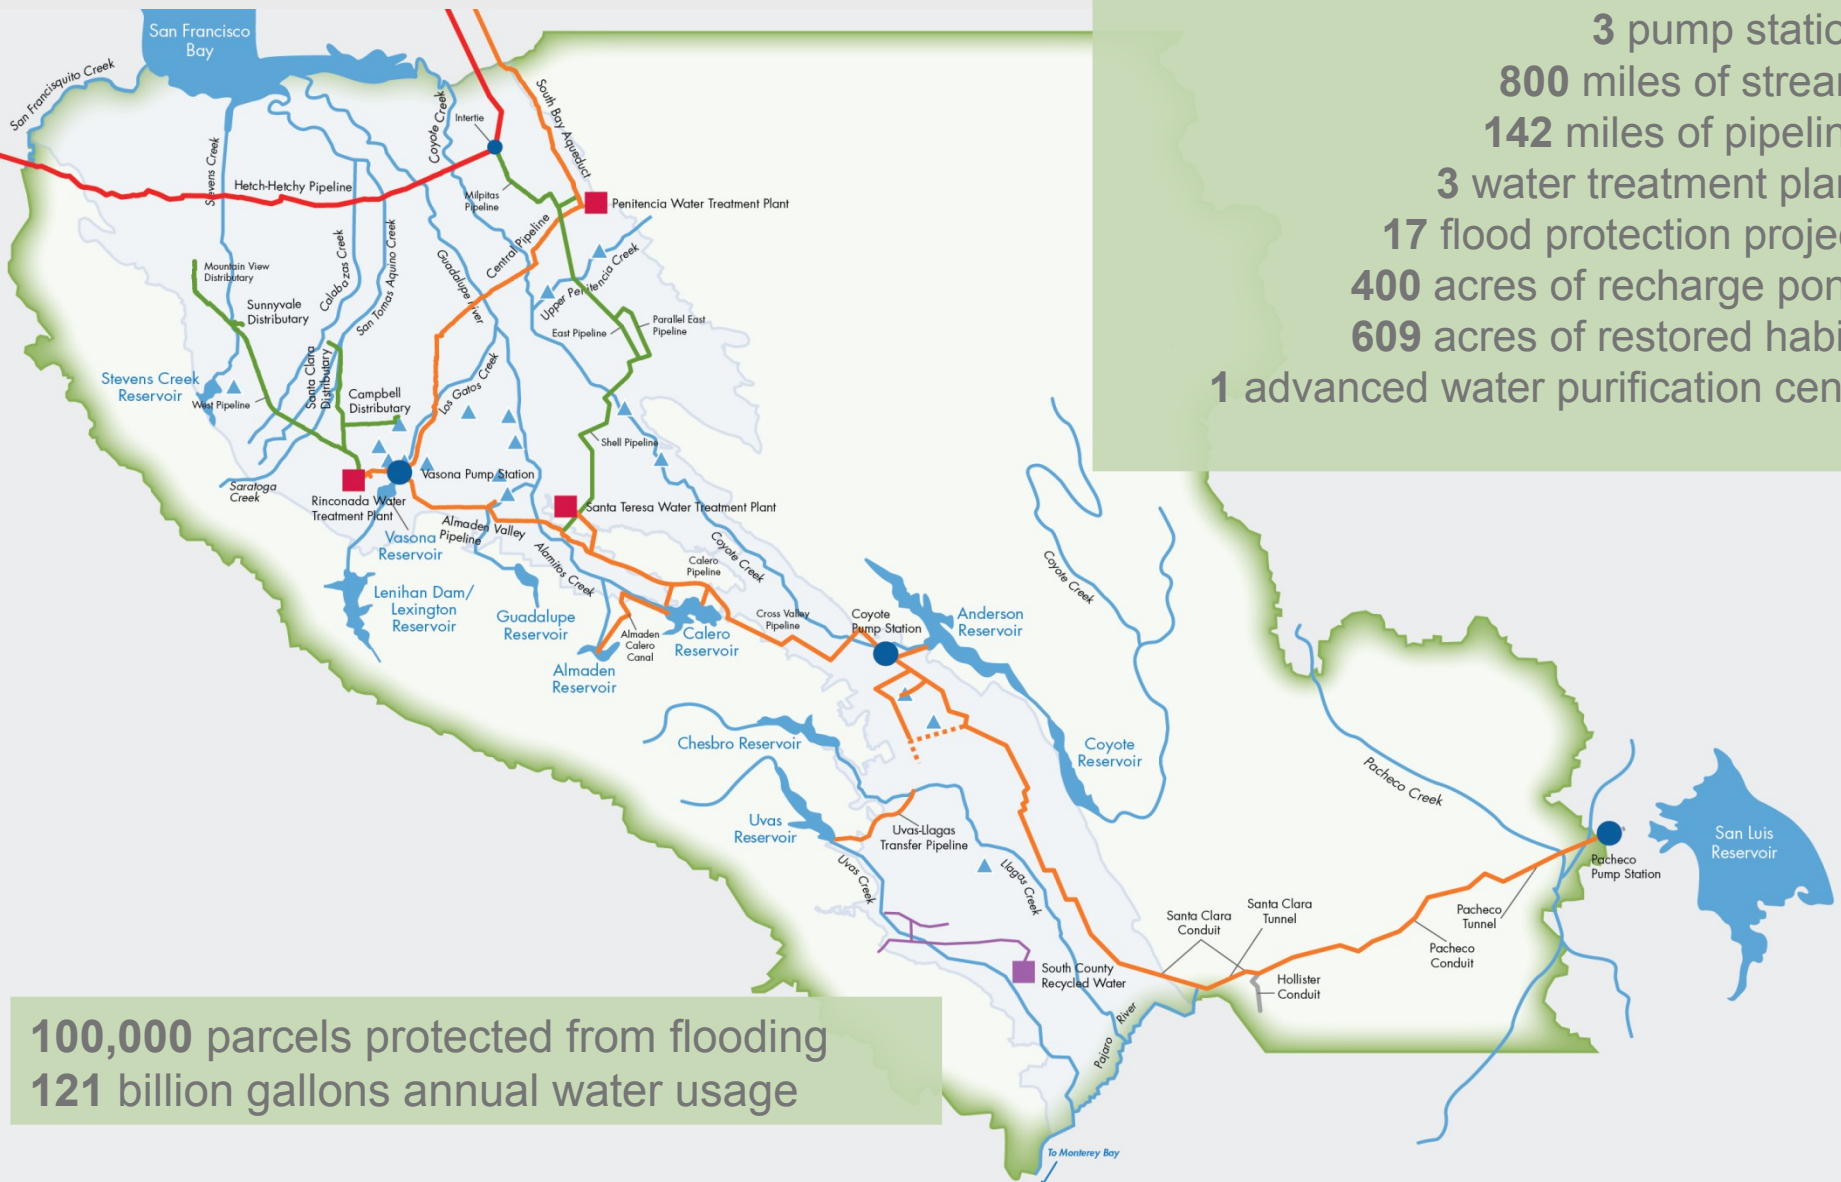 San Francisco
Bay
San Francisquito Creek
Stevens Creek
Hetch-Hetchy Pipeline
Coyote Creek
Intertie
South Bay Aqueduct
Milpitas
Pipeline
Penitencia Water Treatment Plant
Central Pipeline
Guadalupe River
Calabazas Creek
San Tomas Aquino Creek
Upper Penitencia Creek
Mountain View
Distributary
Sunnyvale
Distributary
East Pipeline
Parallel East
Pipeline
Stevens Creek
Reservoir
West Pipeline
Santa Clara
Distributary
Campbell
Distributary
Los Gatos Creek
Shell Pipeline
Saratoga
Creek
Vasona Pump Station
Rinconada Water
Treatment Plant
Santa Teresa Water Treatment Plant
Vasona
Reservoir
Almaden Valley
Pipeline
Alamitos Creek
Coyote Creek
Calero
Pipeline
Lenihan Dam/
Lexington
Reservoir
Guadalupe
Reservoir
Almaden
Calero
Canal
Calero
Reservoir
Almaden
Reservoir
Cross Valley
Pipeline
Coyote
Pump Station
Anderson
Reservoir
Coyote Creek
Chesbro Reservoir
Coyote
Reservoir
Uvas
Reservoir
Uvas-Llagas
Transfer Pipeline
Uvas Creek
Llagas Creek
Pacheco Creek
San Luis
Reservoir
Pacheco
Pump Station
Pacheco
Tunnel
Pacheco
Conduit
Santa Clara
Conduit
Santa Clara
Tunnel
Hollister
Conduit
South County
Recycled Water
Pajaro River
To Monterey Bay
3 pump static
800 miles of strear
142 miles of pipelin
3 water treatment plar
17 flood protection projec
400 acres of recharge pon
609 acres of restored habi
1 advanced water purification cen
100,000 parcels protected from flooding
121 billion gallons annual water usage